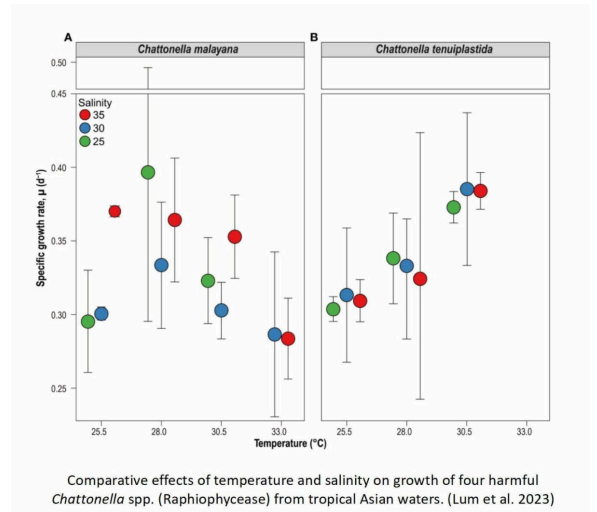 A
B
Chattonella malayana
Chattonella tenuiplastida
0.50
0.45
Salinity
35
30
25
0.40
0.35
0.30
0.25
Specific growth rate, μ (d⁻¹)
25.5 28.0 30.5 33.0 25.5 28.0 30.5 33.0
Temperature (°C)
Comparative effects of temperature and salinity on growth of four harmful
Chattonella spp. (Raphiophycease) from tropical Asian waters. (Lum et al. 2023)